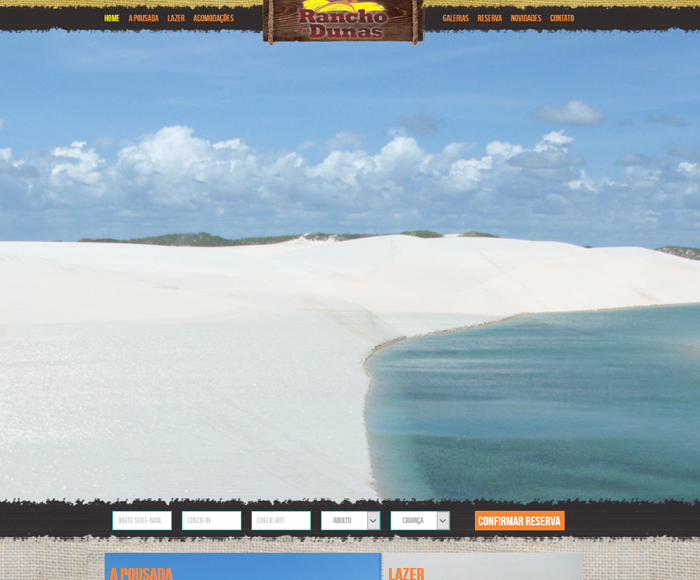 HOME A POUSADA LAZER ACOMODAÇÕES
Rancho
Dunas
GALERIAS RESERVA NOVIDADES CONTATO
DIGITE SEU E-MAIL CHECK-IN CHECK-OUT ADULTO CRIANÇA CONFIRMAR RESERVA
A POUSADA LAZER